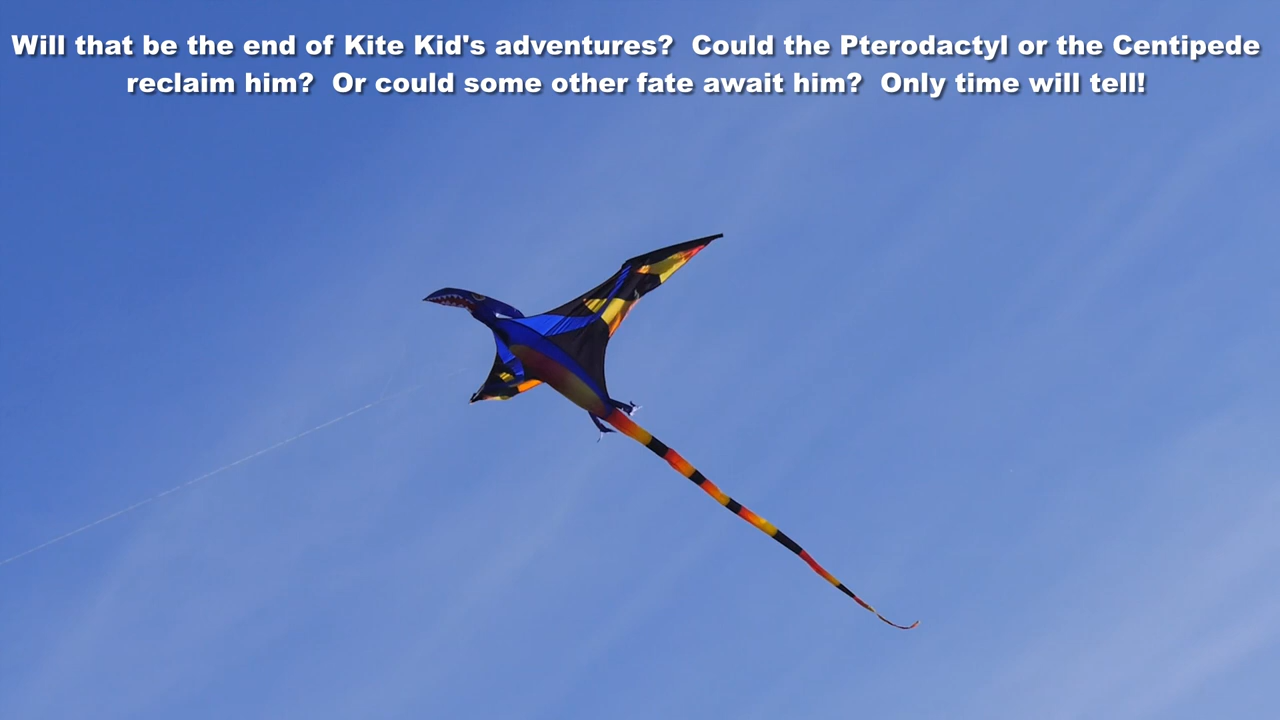 Will that be the end of Kite Kid's adventures?  Could the Pterodactyl or the Centipede
reclaim him?  Or could some other fate await him?  Only time will tell!